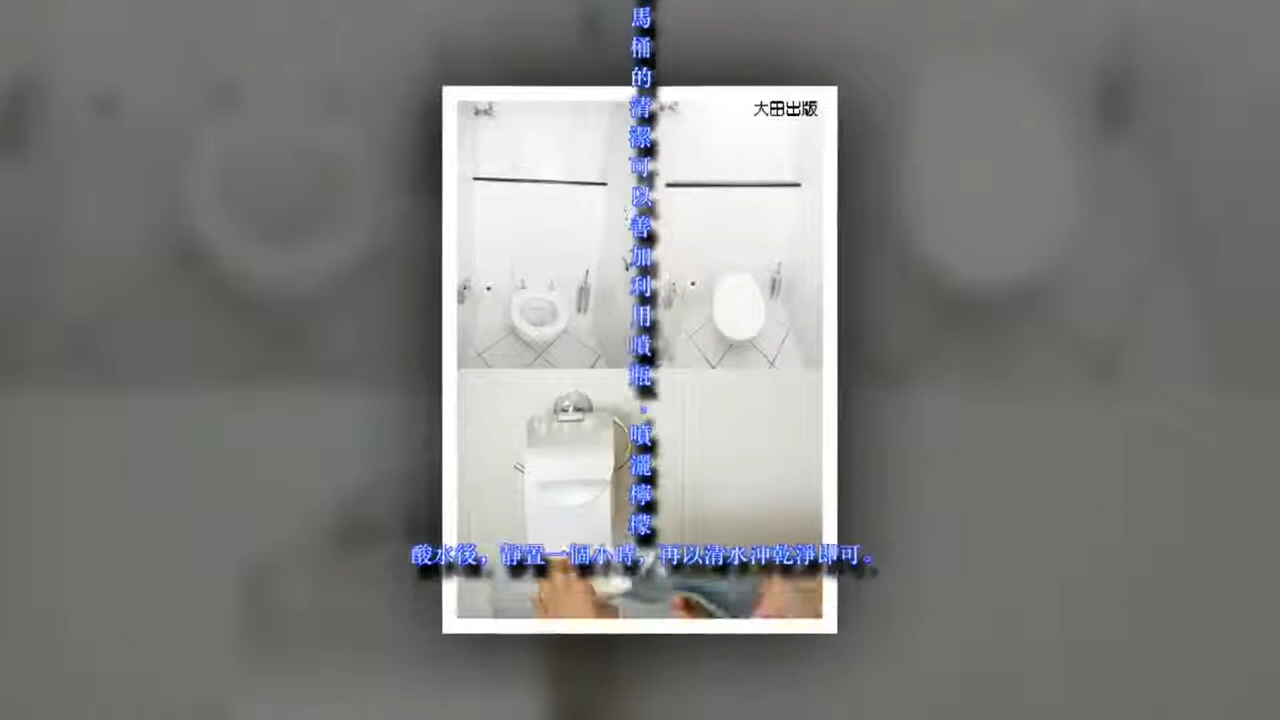 馬桶的清潔可以善加利用噴瓶。噴灑檸檬
酸水後，靜置一個小時，再以清水沖乾淨即可。
大田出版